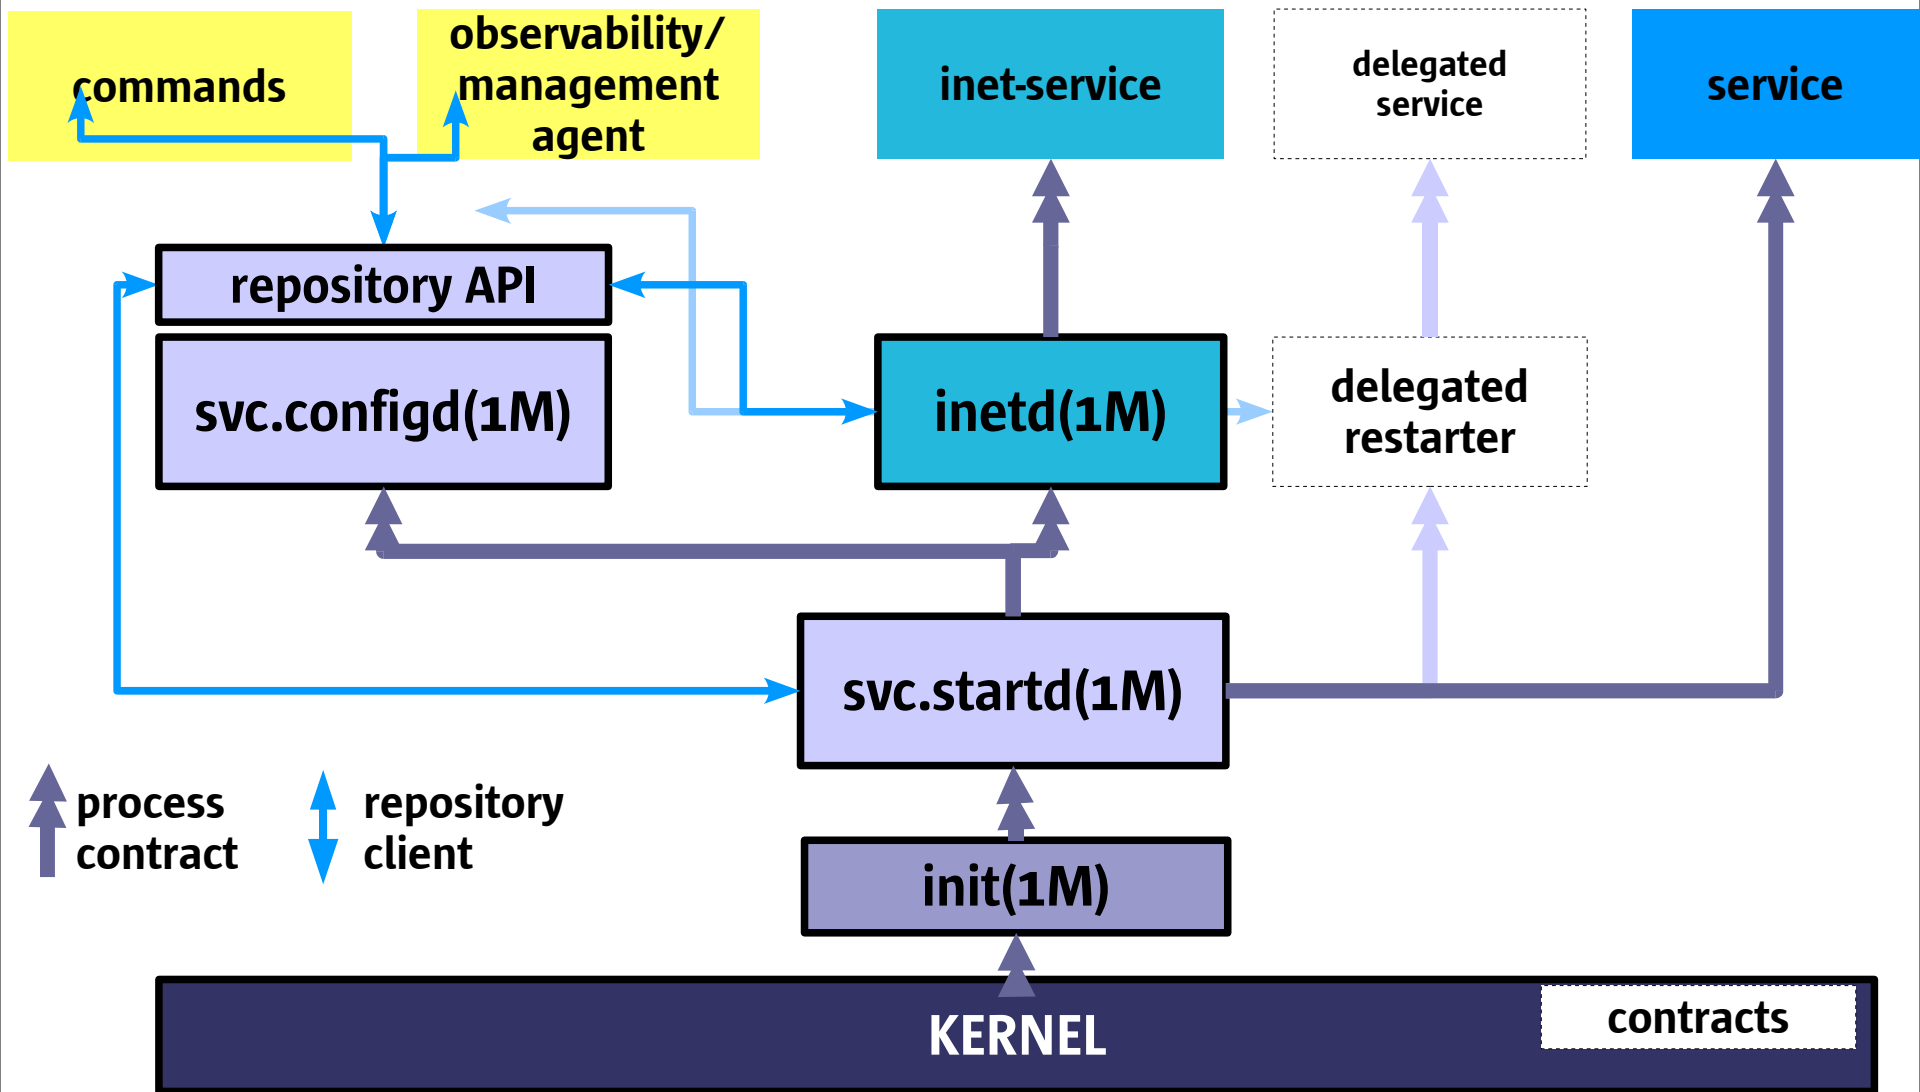 commands
observability/
management
agent
inet-service
delegated
service
service
repository API
svc.configd(1M)
inetd(1M)
delegated
restarter
svc.startd(1M)
process
contract
repository
client
init(1M)
KERNEL
contracts